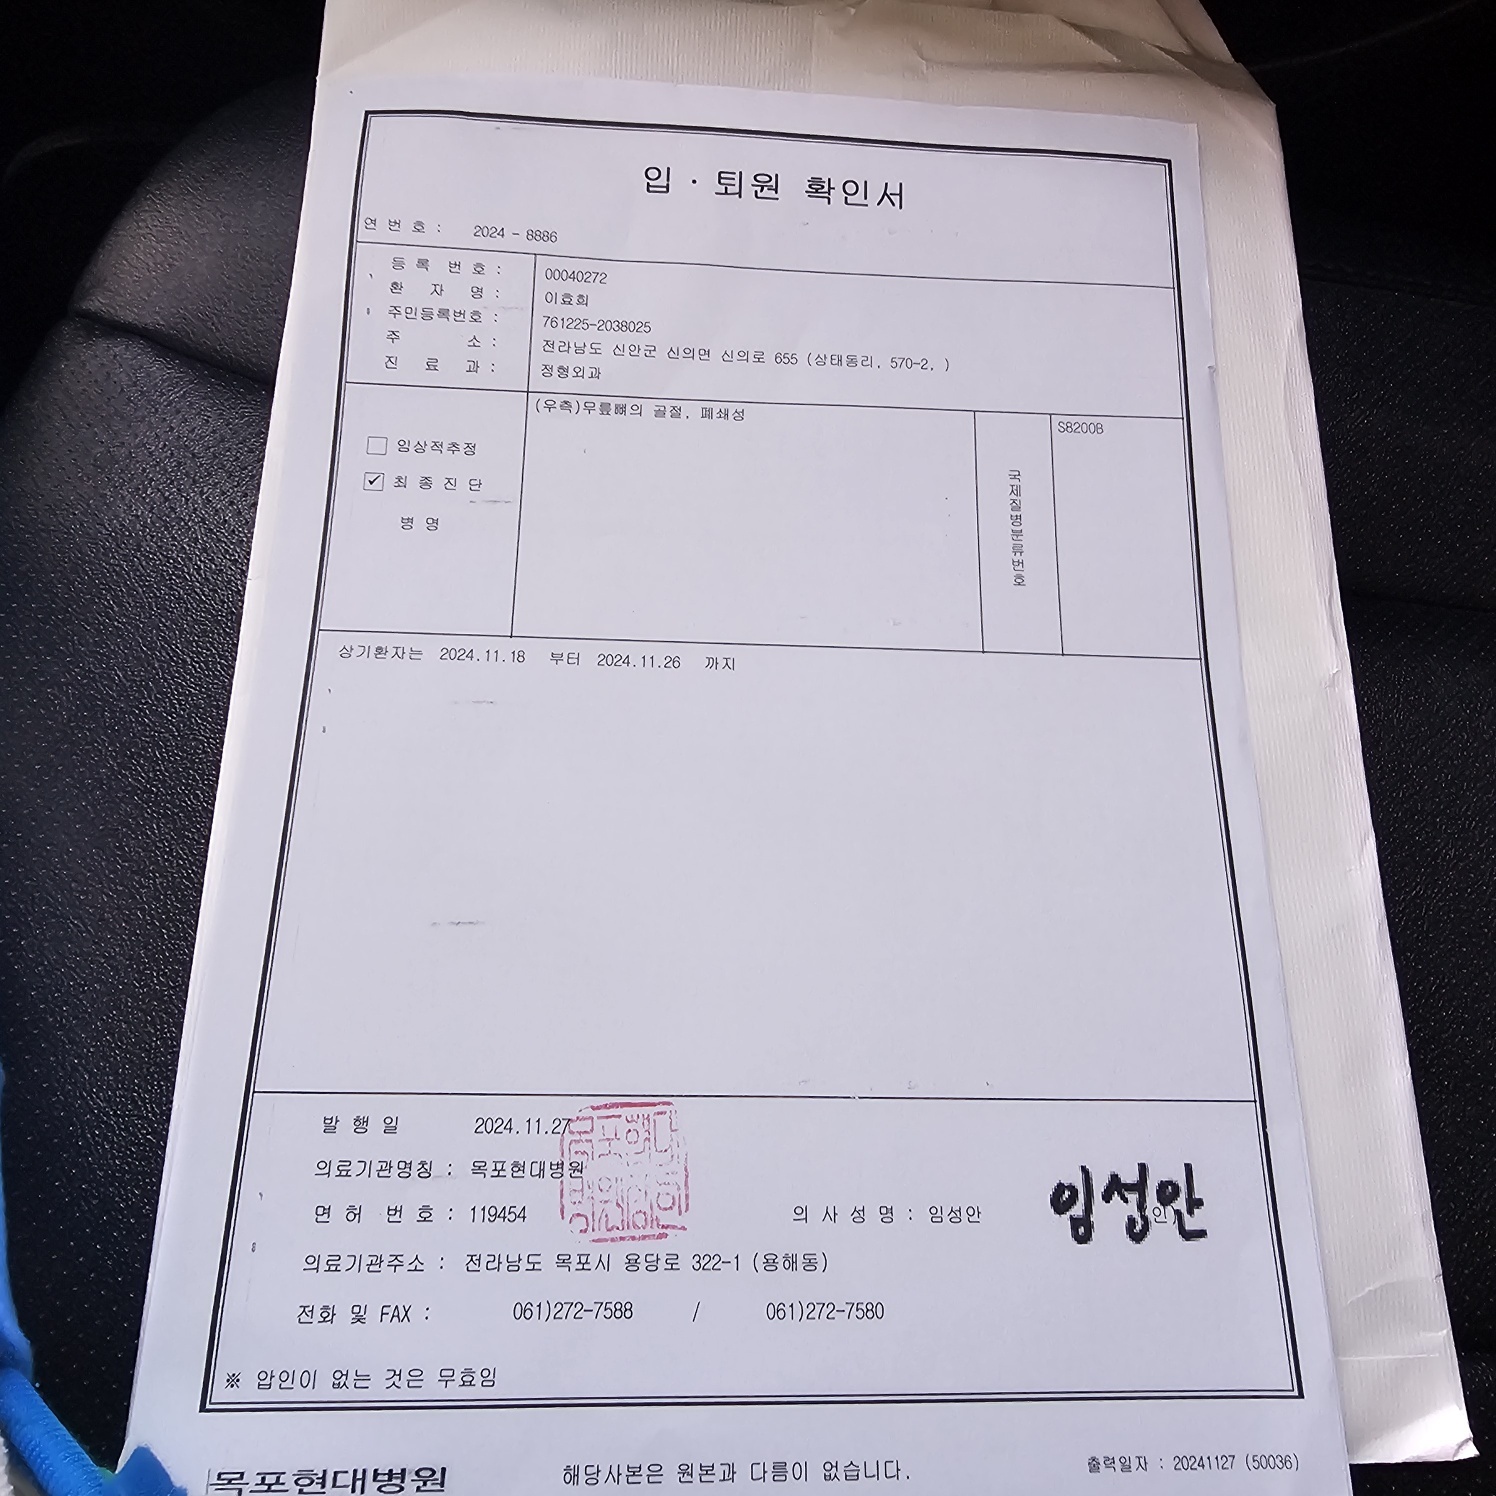 입 · 퇴원 확인서
연 번 호 : 2024 - 8886
등 록 번 호 : 00040272
환 자 명 : 이효희
주민등록번호 : 761225-2038025
주 소 : 전라남도 신안군 신의면 신의로 655 (상태동리, 570-2, )
진 료 과 : 정형외과
(우측)무릎뼈의 골절, 폐쇄성
S8200B
임상적추정
✔ 최 종 진 단
병 명
국제질병분류번호
상기환자는 2024.11.18 부터 2024.11.26 까지
발 행 일 2024.11.27
의료기관명칭 : 목포현대병원
면 허 번 호 : 119454 의 사 성 명 : 임성안 (인) 임성안
의료기관주소 : 전라남도 목포시 용당로 322-1 (용해동)
전화 및 FAX : 061)272-7588 / 061)272-7580
※ 압인이 없는 것은 무효임
목포현대병원 해당사본은 원본과 다름이 없습니다. 출력일자 : 20241127 (50036)